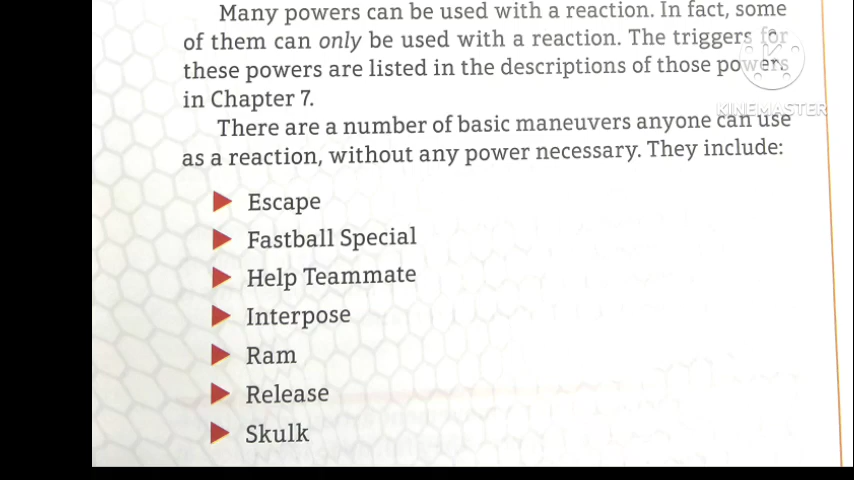 Many powers can be used with a reaction. In fact, some
of them can only be used with a reaction. The triggers for
these powers are listed in the descriptions of those powers
in Chapter 7.
KINEMASTER
There are a number of basic maneuvers anyone can use
as a reaction, without any power necessary. They include:
Escape
Fastball Special
Help Teammate
Interpose
Ram
Release
Skulk